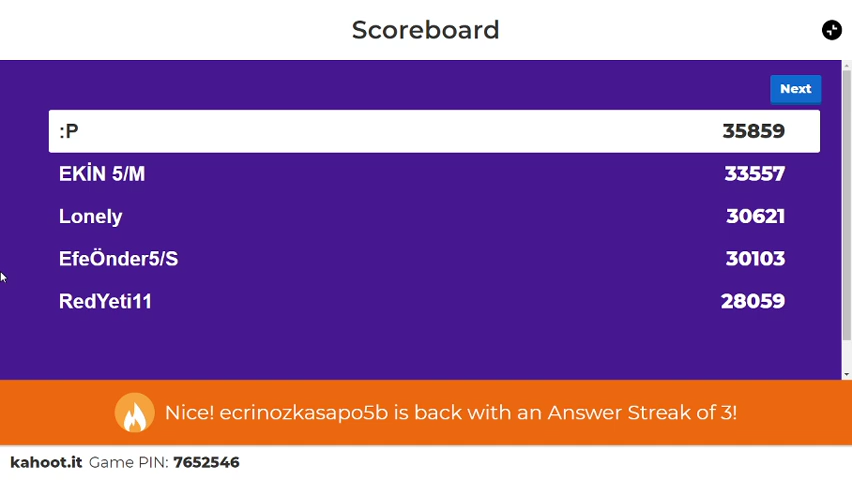 Scoreboard
Next
:P 35859
EKİN 5/M 33557
Lonely 30621
EfeÖnder5/S 30103
RedYeti11 28059
Nice! ecrinozkasapo5b is back with an Answer Streak of 3!
kahoot.it Game PIN: 7652546